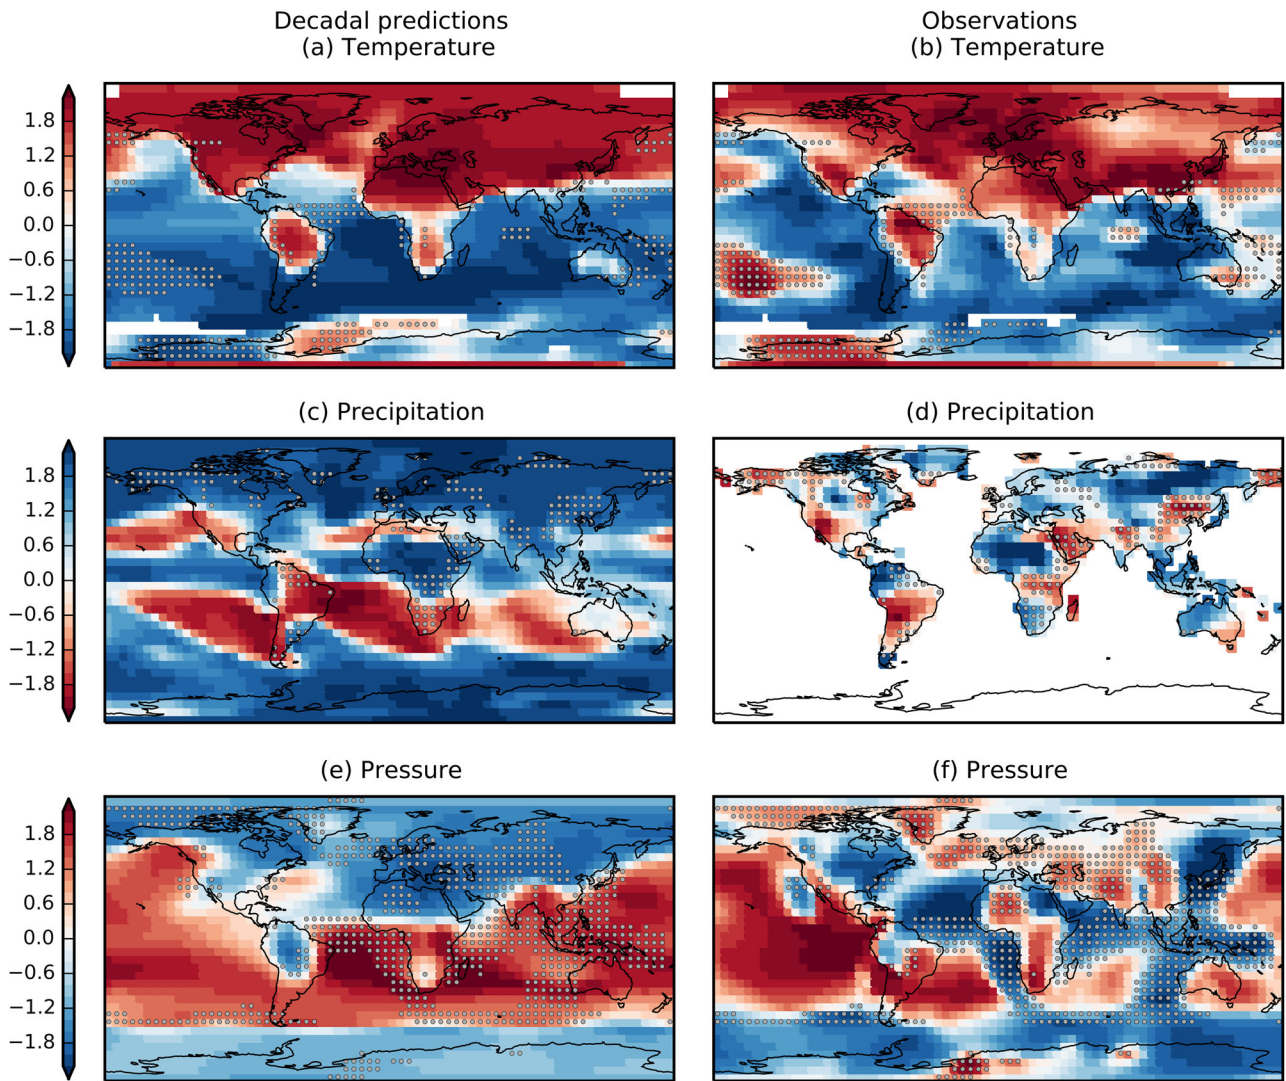 Decadal predictions
(a) Temperature
Observations
(b) Temperature
1.8
1.2
0.6
0.0
−0.6
−1.2
−1.8
(c) Precipitation
(d) Precipitation
1.8
1.2
0.6
0.0
−0.6
−1.2
−1.8
(e) Pressure
(f) Pressure
1.8
1.2
0.6
0.0
−0.6
−1.2
−1.8